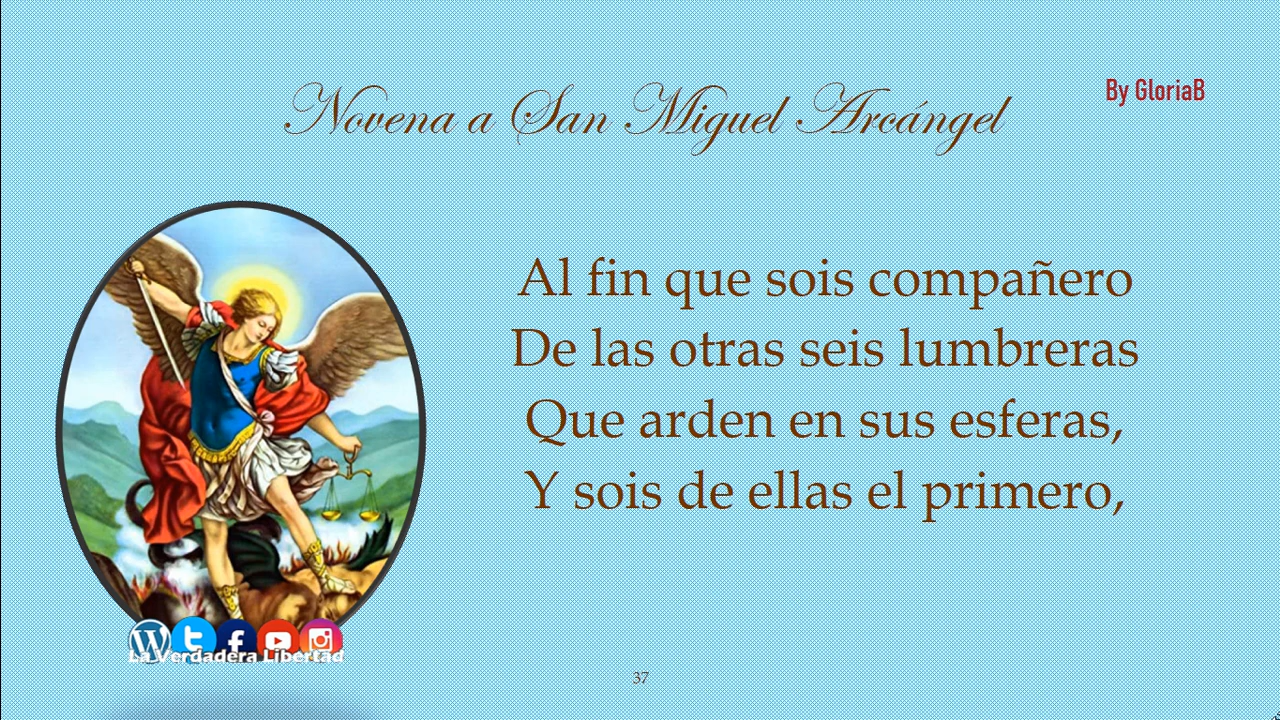 Novena a San Miguel Arcángel
By GloriaB
Al fin que sois compañero
De las otras seis lumbreras
Que arden en sus esferas,
Y sois de ellas el primero,
La Verdadera Libertad
37